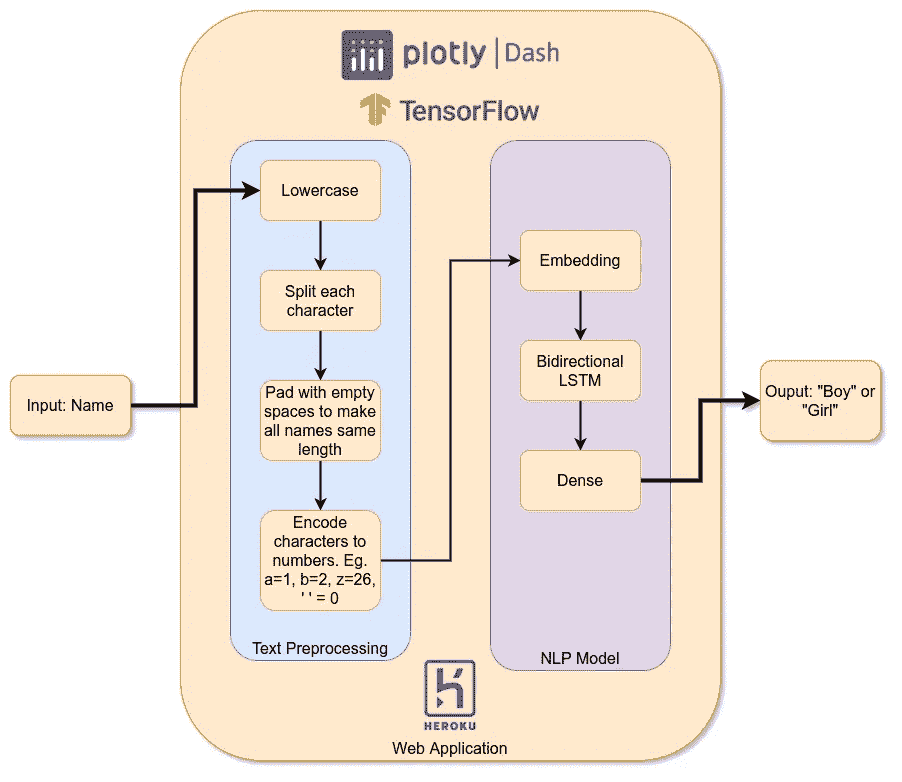 plotly | Dash
TensorFlow
Lowercase
Split each
character
Pad with empty
spaces to make
all names same
length
Encode
characters to
numbers. Eg.
a=1, b=2, z=26,
' ' = 0
Text Preprocessing
Embedding
Bidirectional
LSTM
Dense
NLP Model
Input: Name
Ouput: "Boy" or
"Girl"
HEROKU
Web Application